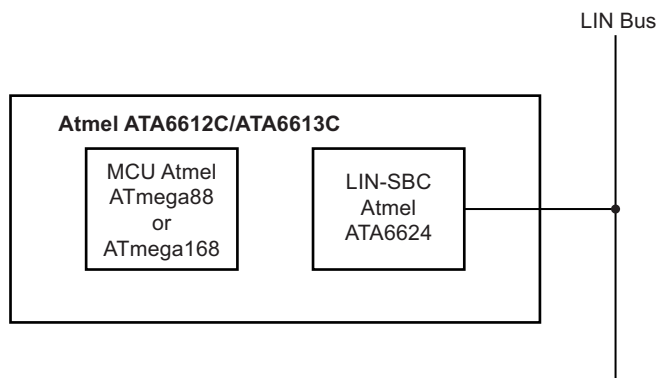 LIN Bus
Atmel ATA6612C/ATA6613C
MCU Atmel
ATmega88
or
ATmega168
LIN-SBC
Atmel
ATA6624